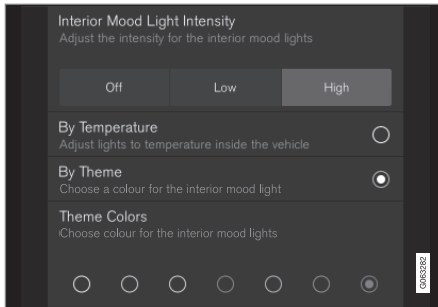 Interior Mood Light Intensity
Adjust the intensity for the interior mood lights
Off Low High
By Temperature
Adjust lights to temperature inside the vehicle
By Theme
Choose a colour for the interior mood light
Theme Colors
Choose colour for the interior mood lights
G063282